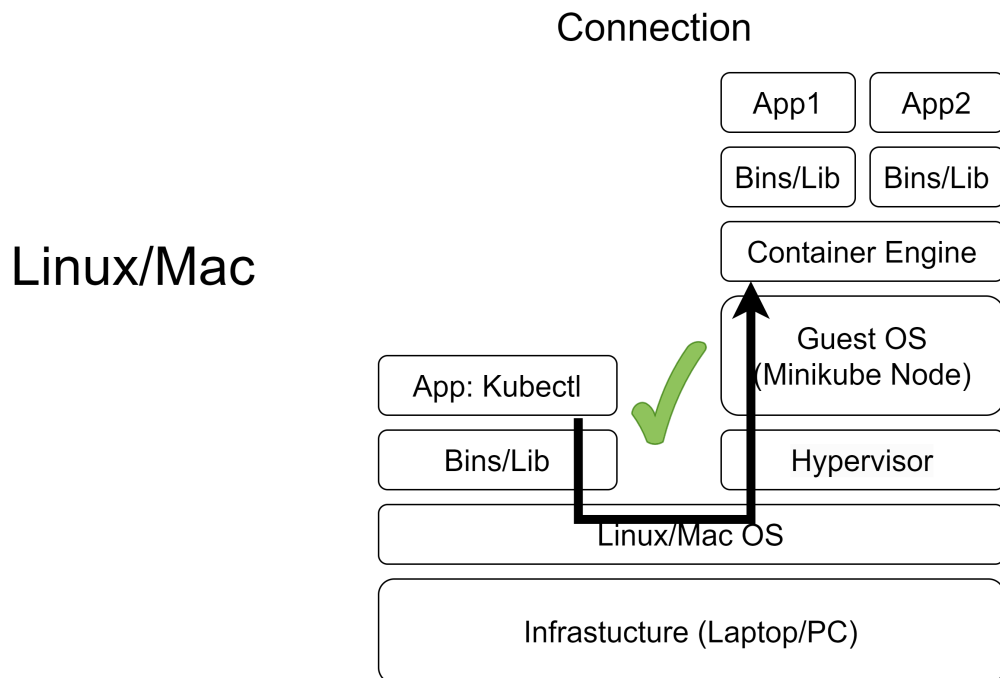 Connection
App1
App2
Bins/Lib
Bins/Lib
Linux/Mac
Container Engine
Guest OS
(Minikube Node)
App: Kubectl
Bins/Lib
Hypervisor
Linux/Mac OS
Infrastucture (Laptop/PC)